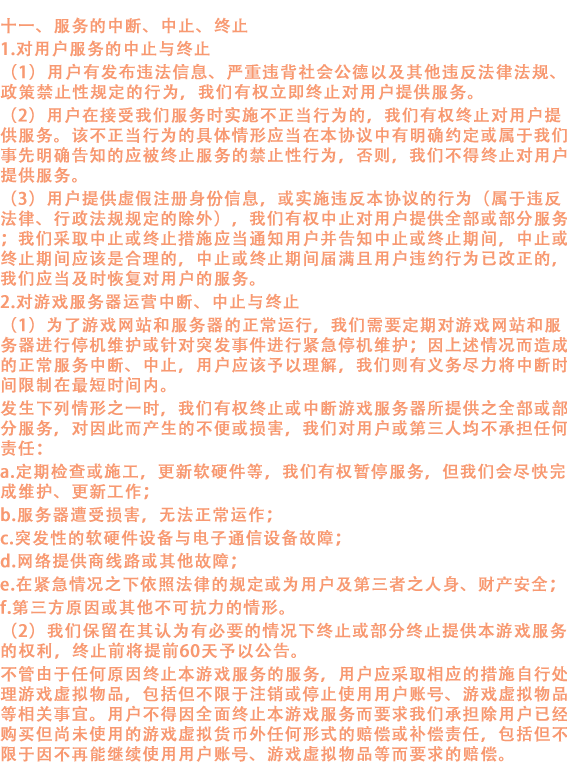 十一、服务的中断、中止、终止
1.对用户服务的中止与终止
（1）用户有发布违法信息、严重违背社会公德以及其他违反法律法规、
政策禁止性规定的行为，我们有权立即终止对用户提供服务。
（2）用户在接受我们服务时实施不正当行为的，我们有权终止对用户提
供服务。该不正当行为的具体情形应当在本协议中有明确约定或属于我们
事先明确告知的应被终止服务的禁止性行为，否则，我们不得终止对用户
提供服务。
（3）用户提供虚假注册身份信息，或实施违反本协议的行为（属于违反
法律、行政法规规定的除外），我们有权中止对用户提供全部或部分服务
；我们采取中止或终止措施应当通知用户并告知中止或终止期间，中止或
终止期间应该是合理的，中止或终止期间届满且用户违约行为已改正的，
我们应当及时恢复对用户的服务。
2.对游戏服务器运营中断、中止与终止
（1）为了游戏网站和服务器的正常运行，我们需要定期对游戏网站和服
务器进行停机维护或针对突发事件进行紧急停机维护；因上述情况而造成
的正常服务中断、中止，用户应该予以理解，我们则有义务尽力将中断时
间限制在最短时间内。
发生下列情形之一时，我们有权终止或中断游戏服务器所提供之全部或部
分服务，对因此而产生的不便或损害，我们对用户或第三人均不承担任何
责任：
a.定期检查或施工，更新软硬件等，我们有权暂停服务，但我们会尽快完
成维护、更新工作；
b.服务器遭受损害，无法正常运作；
c.突发性的软硬件设备与电子通信设备故障；
d.网络提供商线路或其他故障；
e.在紧急情况之下依照法律的规定或为用户及第三者之人身、财产安全；
f.第三方原因或其他不可抗力的情形。
（2）我们保留在其认为有必要的情况下终止或部分终止提供本游戏服务
的权利，终止前将提前60天予以公告。
不管由于任何原因终止本游戏服务的服务，用户应采取相应的措施自行处
理游戏虚拟物品，包括但不限于注销或停止使用用户账号、游戏虚拟物品
等相关事宜。用户不得因全面终止本游戏服务而要求我们承担除用户已经
购买但尚未使用的游戏虚拟货币外任何形式的赔偿或补偿责任，包括但不
限于因不再能继续使用用户账号、游戏虚拟物品等而要求的赔偿。